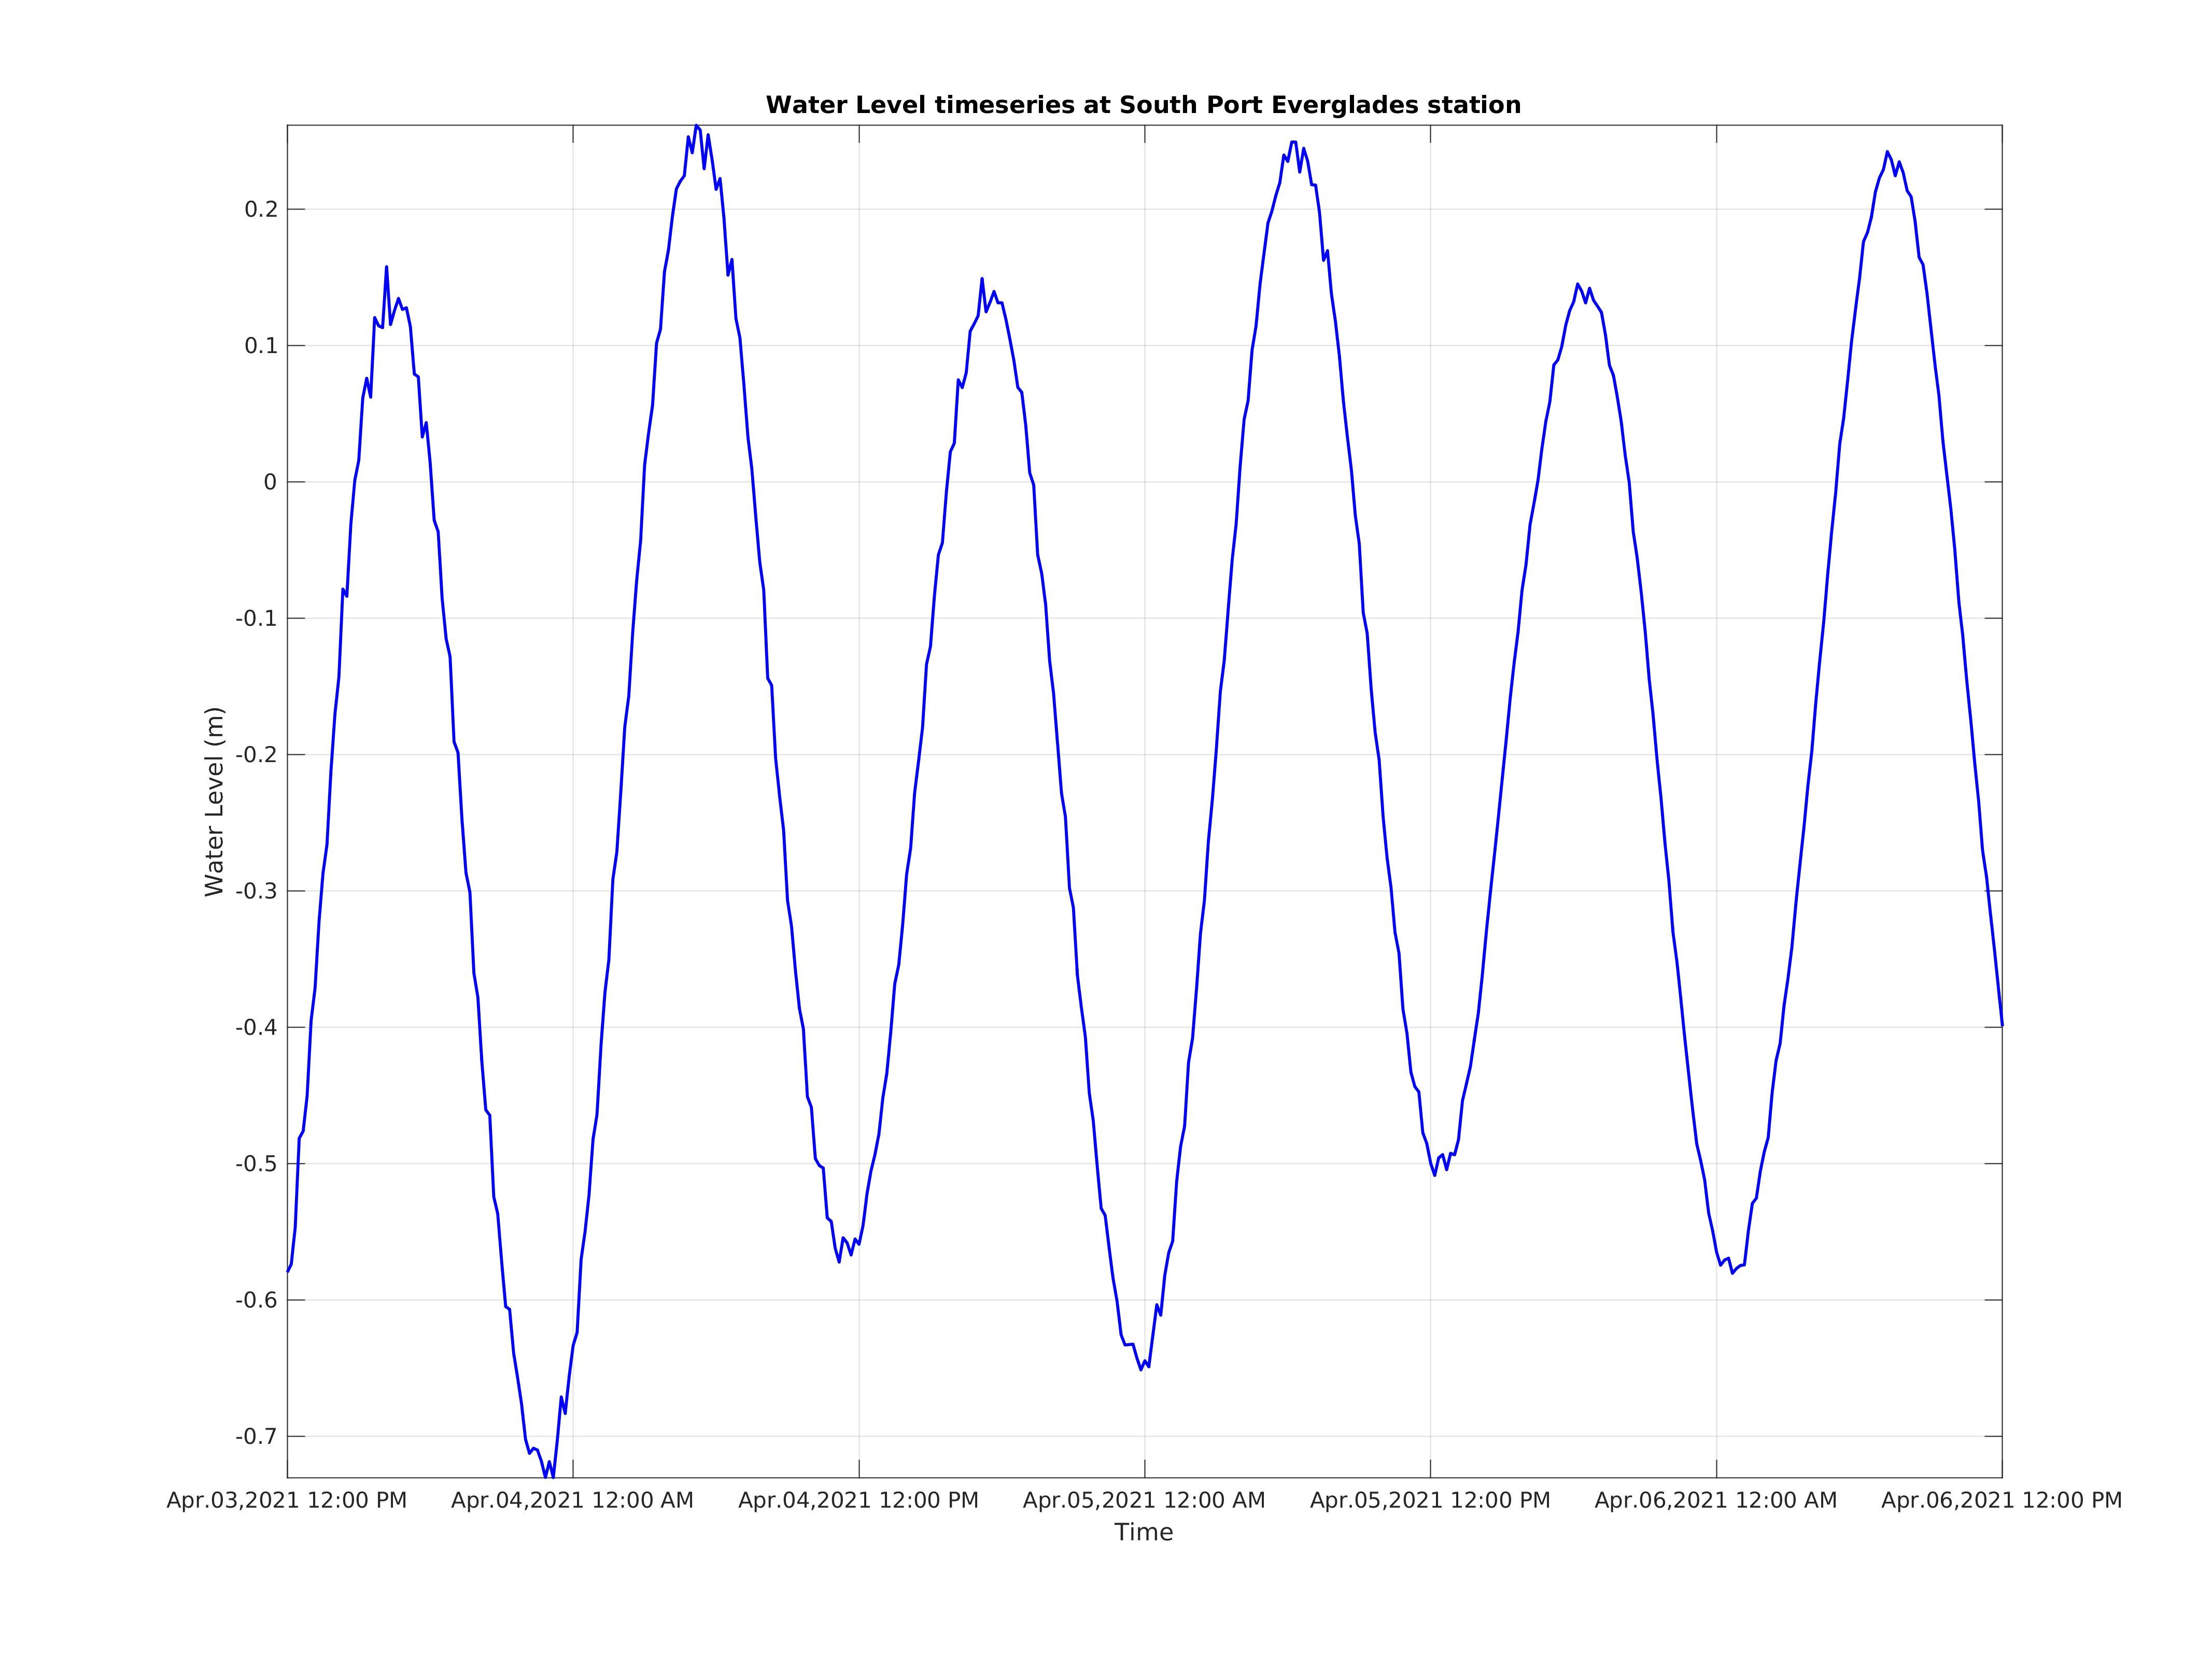 Water Level timeseries at South Port Everglades station
0.2
0.1
0
-0.1
-0.2
-0.3
-0.4
-0.5
-0.6
-0.7
Water Level (m)
Apr.03,2021 12:00 PM Apr.04,2021 12:00 AM Apr.04,2021 12:00 PM Apr.05,2021 12:00 AM Apr.05,2021 12:00 PM Apr.06,2021 12:00 AM Apr.06,2021 12:00 PM
Time